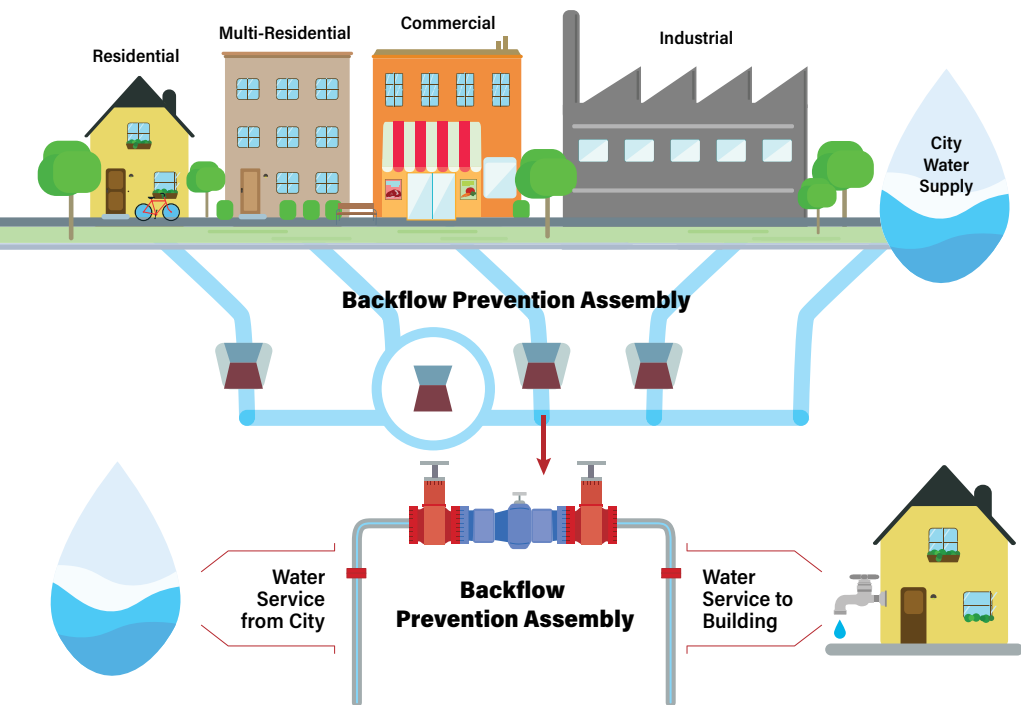 Residential
Multi-Residential
Commercial
Industrial
City
Water
Supply
Backflow Prevention Assembly
Water
Service
from City
Backflow
Prevention Assembly
Water
Service to
Building